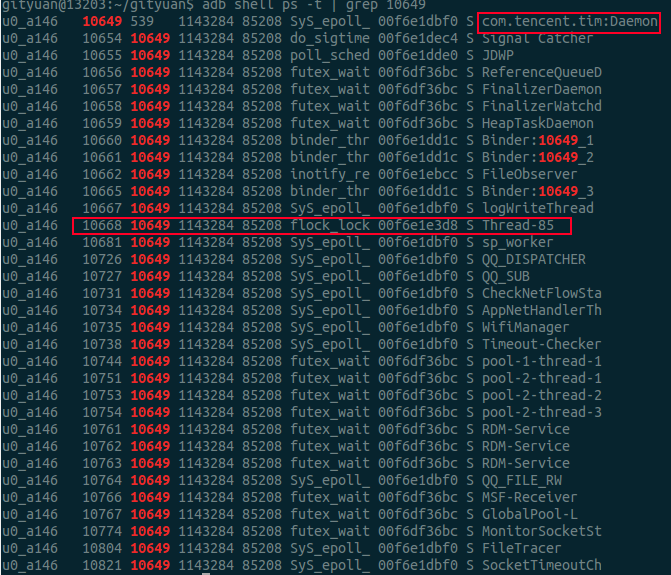 gityuan@13203:~/gityuan$ adb shell ps -t | grep 10649
u0_a146 10649 539 1143284 85208 SyS_epoll_ 00f6e1dbf0 S com.tencent.tim:Daemon
u0_a146 10654 10649 1143284 85208 do_sigtime 00f6e1dec4 S Signal Catcher
u0_a146 10655 10649 1143284 85208 poll_sched 00f6e1dde0 S JDWP
u0_a146 10656 10649 1143284 85208 futex_wait 00f6df36bc S ReferenceQueueD
u0_a146 10657 10649 1143284 85208 futex_wait 00f6df36bc S FinalizerDaemon
u0_a146 10658 10649 1143284 85208 futex_wait 00f6df36bc S FinalizerWatchd
u0_a146 10659 10649 1143284 85208 futex_wait 00f6df36bc S HeapTaskDaemon
u0_a146 10660 10649 1143284 85208 binder_thr 00f6e1dd1c S Binder:10649_1
u0_a146 10661 10649 1143284 85208 binder_thr 00f6e1dd1c S Binder:10649_2
u0_a146 10662 10649 1143284 85208 inotify_re 00f6e1ebcc S FileObserver
u0_a146 10665 10649 1143284 85208 binder_thr 00f6e1dd1c S Binder:10649_3
u0_a146 10667 10649 1143284 85208 SyS_epoll_ 00f6e1dbf0 S logWriteThread
u0_a146 10668 10649 1143284 85208 flock_lock 00f6e1e3d8 S Thread-85
u0_a146 10681 10649 1143284 85208 SyS_epoll_ 00f6e1dbf0 S sp_worker
u0_a146 10726 10649 1143284 85208 SyS_epoll_ 00f6e1dbf0 S QQ_DISPATCHER
u0_a146 10727 10649 1143284 85208 SyS_epoll_ 00f6e1dbf0 S QQ_SUB
u0_a146 10731 10649 1143284 85208 SyS_epoll_ 00f6e1dbf0 S CheckNetFlowSta
u0_a146 10734 10649 1143284 85208 SyS_epoll_ 00f6e1dbf0 S AppNetHandlerTh
u0_a146 10735 10649 1143284 85208 SyS_epoll_ 00f6e1dbf0 S WifiManager
u0_a146 10738 10649 1143284 85208 SyS_epoll_ 00f6e1dbf0 S Timeout-Checker
u0_a146 10744 10649 1143284 85208 futex_wait 00f6df36bc S pool-1-thread-1
u0_a146 10751 10649 1143284 85208 futex_wait 00f6df36bc S pool-2-thread-1
u0_a146 10753 10649 1143284 85208 futex_wait 00f6df36bc S pool-2-thread-2
u0_a146 10754 10649 1143284 85208 futex_wait 00f6df36bc S pool-2-thread-3
u0_a146 10761 10649 1143284 85208 futex_wait 00f6df36bc S RDM-Service
u0_a146 10762 10649 1143284 85208 futex_wait 00f6df36bc S RDM-Service
u0_a146 10763 10649 1143284 85208 futex_wait 00f6df36bc S RDM-Service
u0_a146 10764 10649 1143284 85208 SyS_epoll_ 00f6e1dbf0 S QQ_FILE_RW
u0_a146 10766 10649 1143284 85208 futex_wait 00f6df36bc S MSF-Receiver
u0_a146 10767 10649 1143284 85208 SyS_epoll_ 00f6e1dbf0 S GlobalPool-L
u0_a146 10774 10649 1143284 85208 futex_wait 00f6df36bc S MonitorSocketSt
u0_a146 10804 10649 1143284 85208 SyS_epoll_ 00f6e1dbf0 S FileTracer
u0_a146 10821 10649 1143284 85208 SyS_epoll_ 00f6e1dbf0 S SocketTimeoutCh